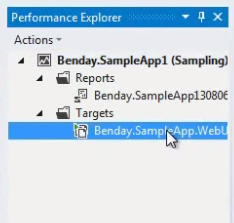 Performance Explorer
Actions
Benday.SampleApp1 (Sampling)
Reports
Benday.SampleApp130806
Targets
Benday.SampleApp.WebU